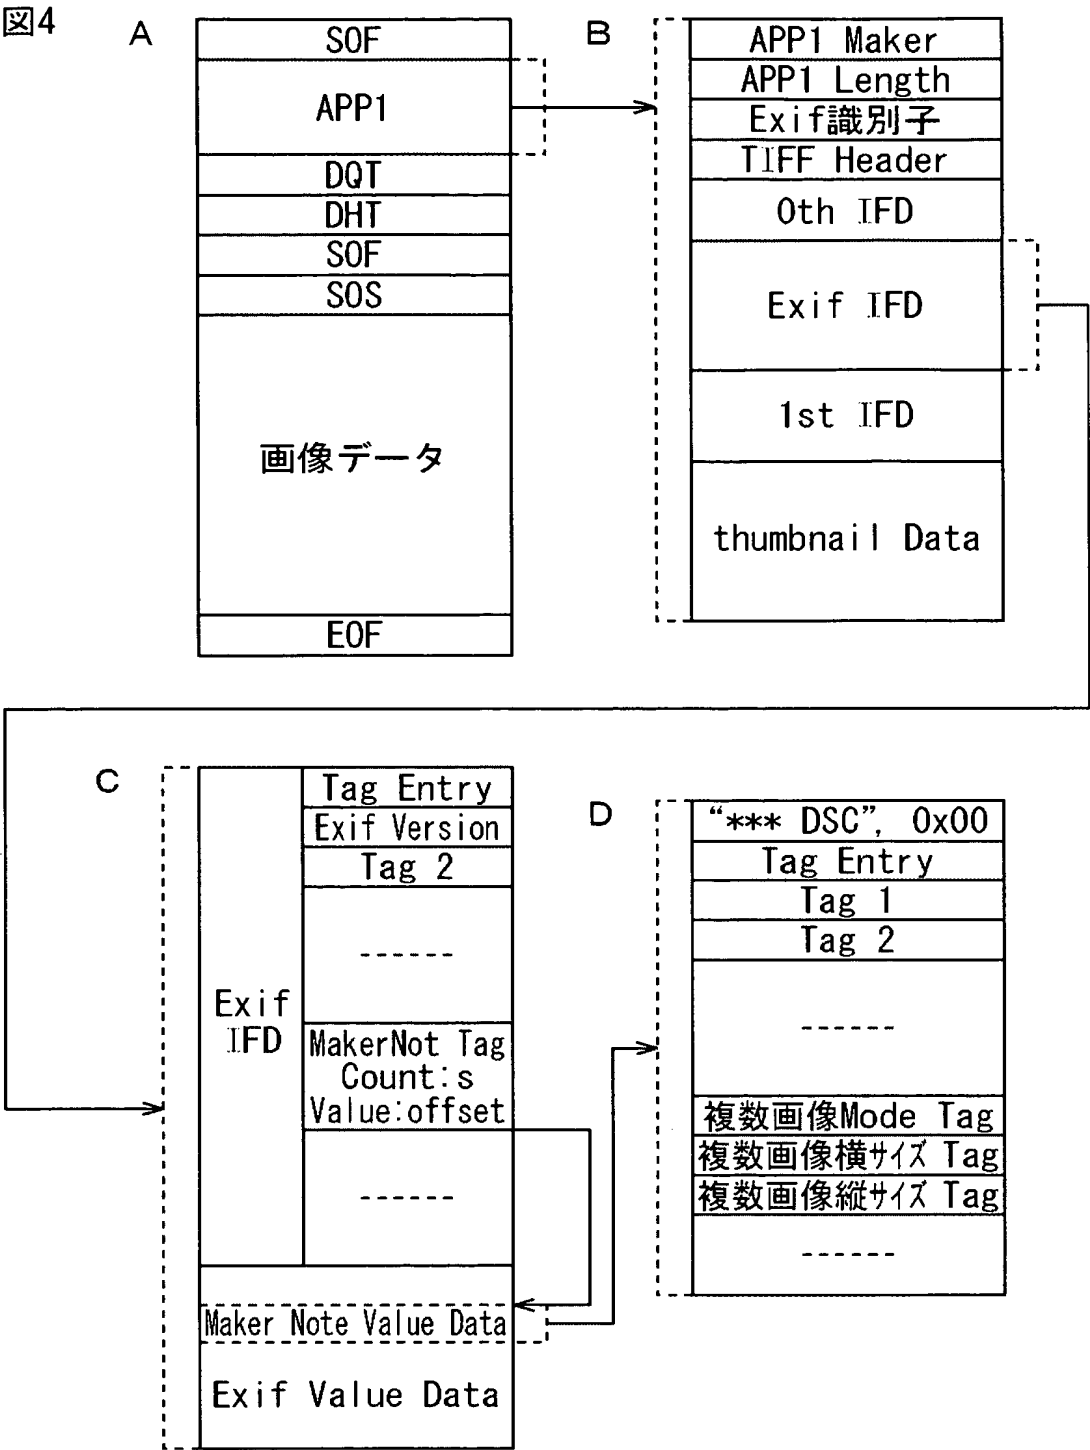 図4
A
SOF
APP1
DQT
DHT
SOF
SOS
画像データ
EOF
B
APP1 Maker
APP1 Length
Exif識別子
TIFF Header
0th IFD
Exif IFD
1st IFD
thumbnail Data
C
Exif
IFD
Tag Entry
Exif Version
Tag 2
------
MakerNot Tag
Count:s
Value:offset
------
Maker Note Value Data
Exif Value Data
D
“*** DSC”, 0x00
Tag Entry
Tag 1
Tag 2
------
複数画像Mode Tag
複数画像横サイズ Tag
複数画像縦サイズ Tag
------